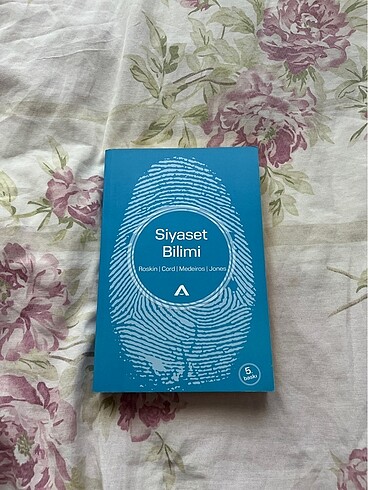 Siyaset
Bilimi
Roskin | Cord | Medeiros | Jones
5.
baskı